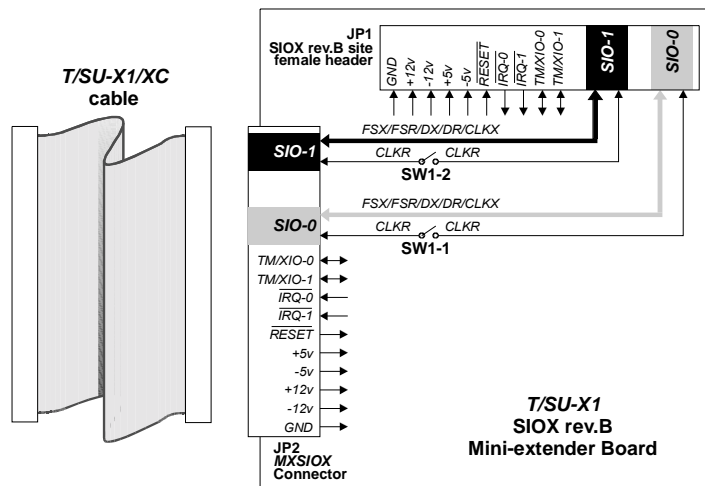 T/SU-X1/XC
cable
JP1
SIOX rev.B site
female header
GND
+12v
-12v
+5v
-5v
RESET
IRQ-0
IRQ-1
TM/XIO-0
TM/XIO-1
SIO-1
SIO-0
FSX/FSR/DX/DR/CLKX
SIO-1
CLKR CLKR
SW1-2
FSX/FSR/DX/DR/CLKX
SIO-0
CLKR CLKR
SW1-1
TM/XIO-0
TM/XIO-1
IRQ-0
IRQ-1
RESET
+5v
-5v
+12v
-12v
GND
JP2
MXSIOX
Connector
T/SU-X1
SIOX rev.B
Mini-extender Board